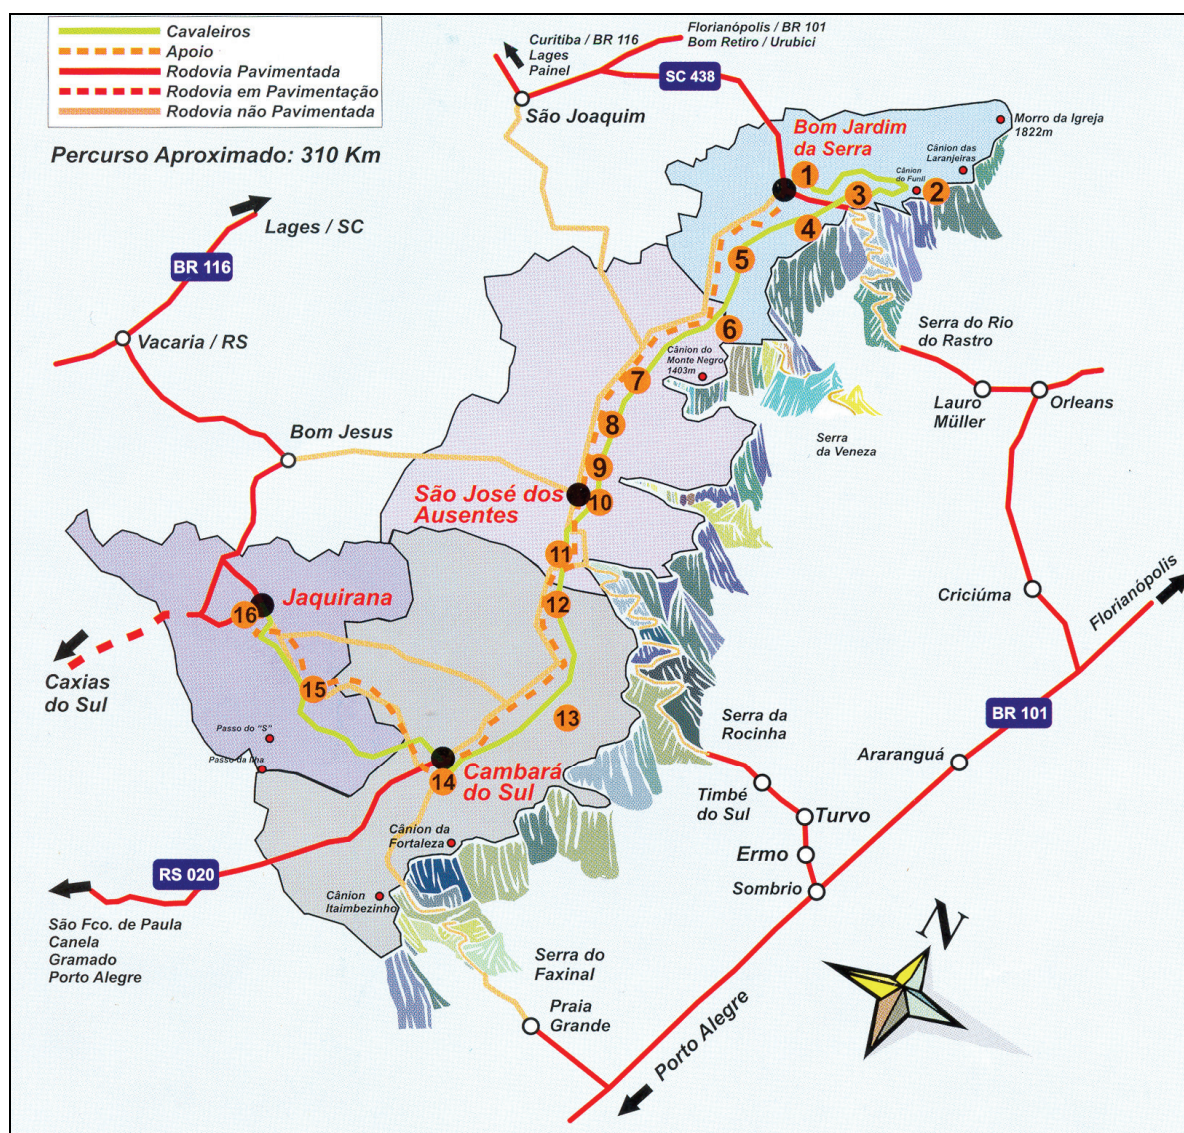 Cavaleiros
Apoio
Rodovia Pavimentada
Rodovia em Pavimentação
Rodovia não Pavimentada
Percurso Aproximado: 310 Km
Curitiba / BR 116
Lages
Painel
Florianópolis / BR 101
Bom Retiro / Urubici
SC 438
São Joaquim
Bom Jardim
da Serra
Morro da Igreja
1822m
Cânion das
Laranjeiras
Cânion
do Funil
1
2
3
4
5
6
Lages / SC
BR 116
Vacaria / RS
Serra do Rio
do Rastro
Cânion do
Monte Negro
1403m
7
Lauro
Müller
Orleans
8
Serra
da Veneza
Bom Jesus
9
São José dos
Ausentes
10
11
12
Jaquirana
16
Criciúma
Florianópolis
Caxias
do Sul
15
13
Passo do "S"
Passo da Ilha
Serra da
Rocinha
BR 101
Araranguá
14
Cambará
do Sul
Timbé
do Sul
Turvo
Cânion da
Fortaleza
Ermo
RS 020
Cânion
Itaimbezinho
Sombrio
São Fco. de Paula
Canela
Gramado
Porto Alegre
Serra do
Faxinal
N
Praia
Grande
Porto Alegre